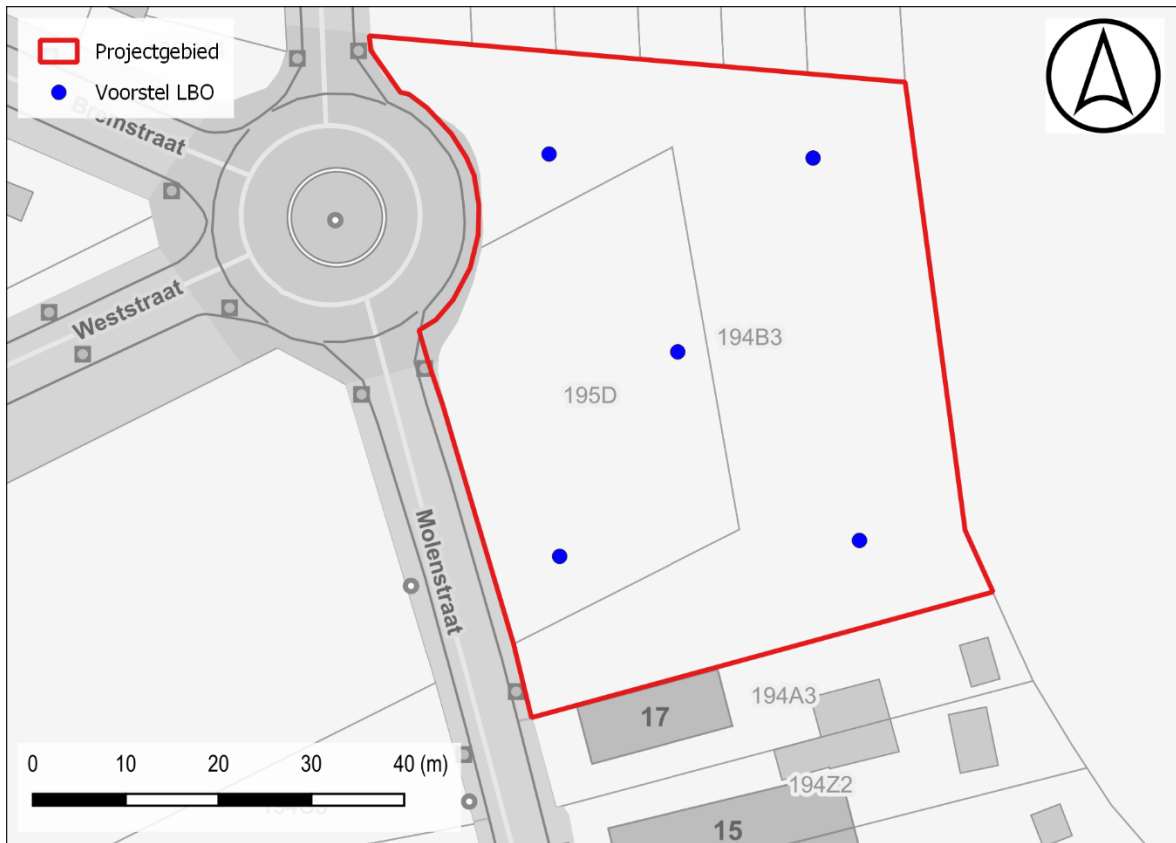 Projectgebied
Voorstel LBO
Breinstraat
Weststraat
194B3
195D
Molenstraat
194A3
17
194Z2
15
0 10 20 30 40 (m)